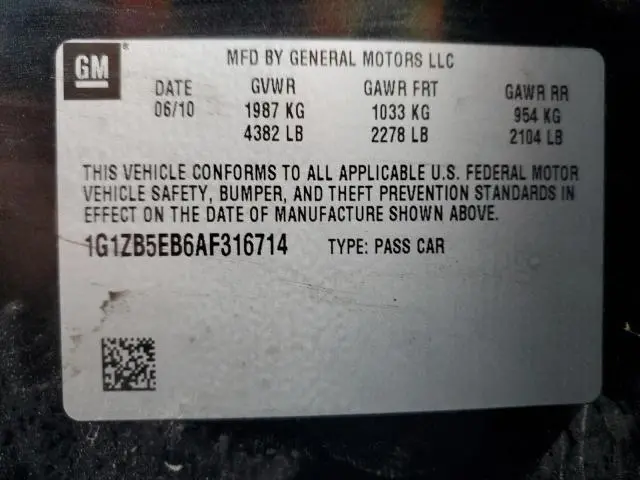 GM ®
MFD BY GENERAL MOTORS LLC
DATE GVWR GAWR FRT GAWR RR
06/10 1987 KG 1033 KG 954 KG
4382 LB 2278 LB 2104 LB
THIS VEHICLE CONFORMS TO ALL APPLICABLE U.S. FEDERAL MOTOR
VEHICLE SAFETY, BUMPER, AND THEFT PREVENTION STANDARDS IN
EFFECT ON THE DATE OF MANUFACTURE SHOWN ABOVE.
1G1ZB5EB6AF316714 TYPE: PASS CAR